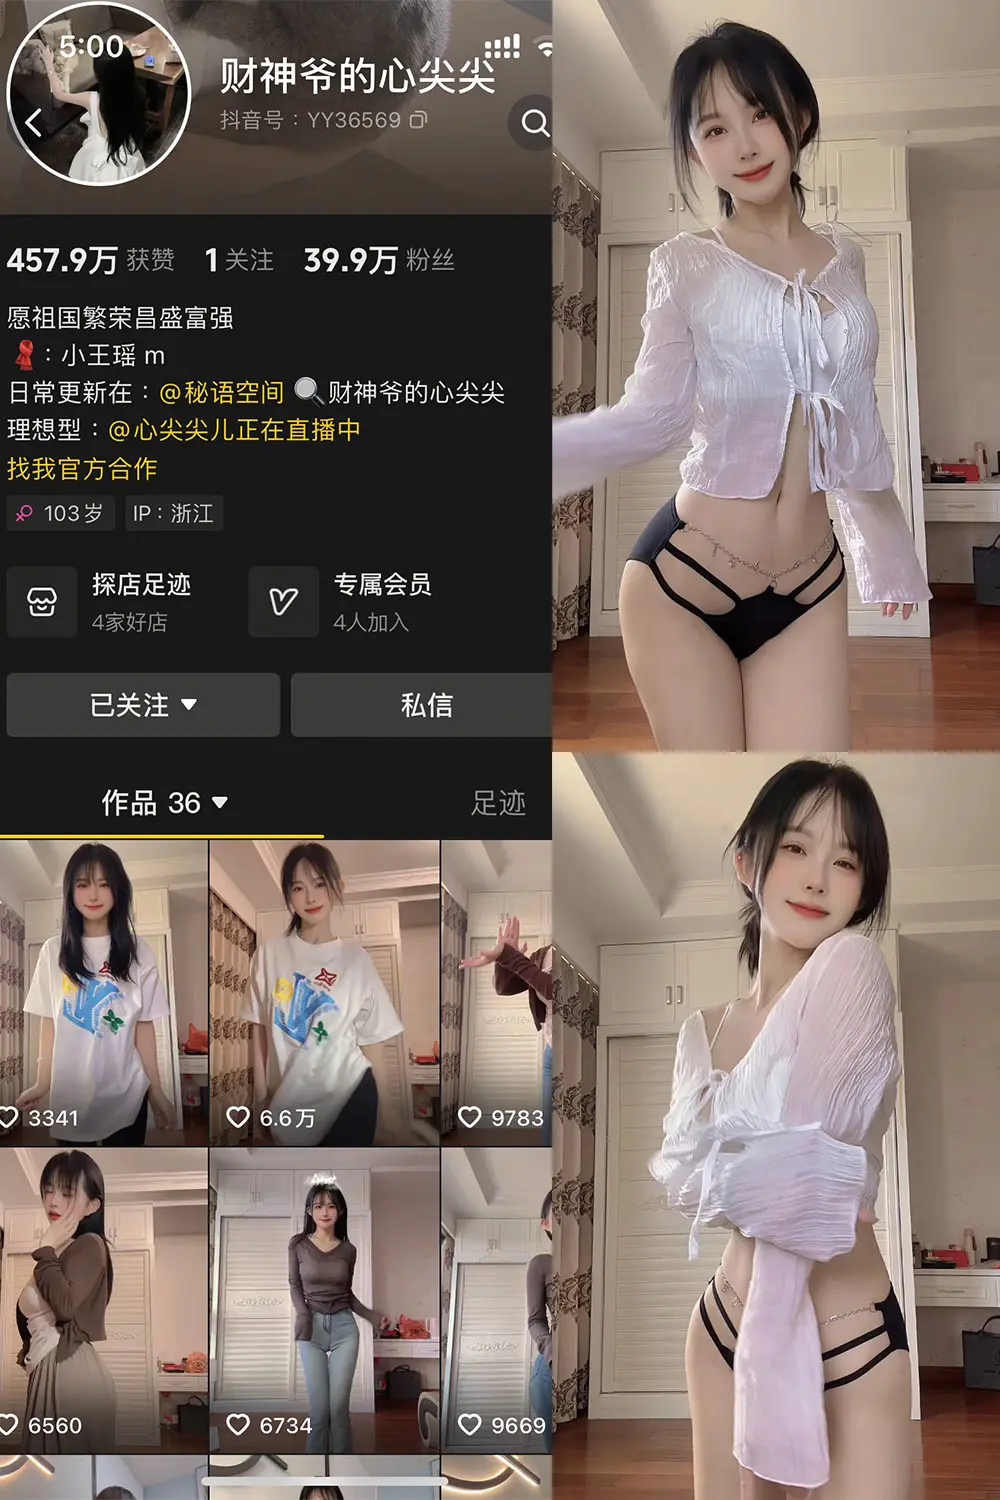 5:00
财神爷的心尖尖
抖音号：YY36569
457.9万 获赞 1 关注 39.9万 粉丝
愿祖国繁荣昌盛富强
：小王瑶 m
日常更新在：@秘语空间 财神爷的心尖尖
理想型：@心尖尖儿正在直播中
找我官方合作
103岁 IP：浙江
探店足迹 专属会员
4家好店 4人加入
已关注 私信
作品 36 足迹
3341 6.6万 9783
6560 6734 9669